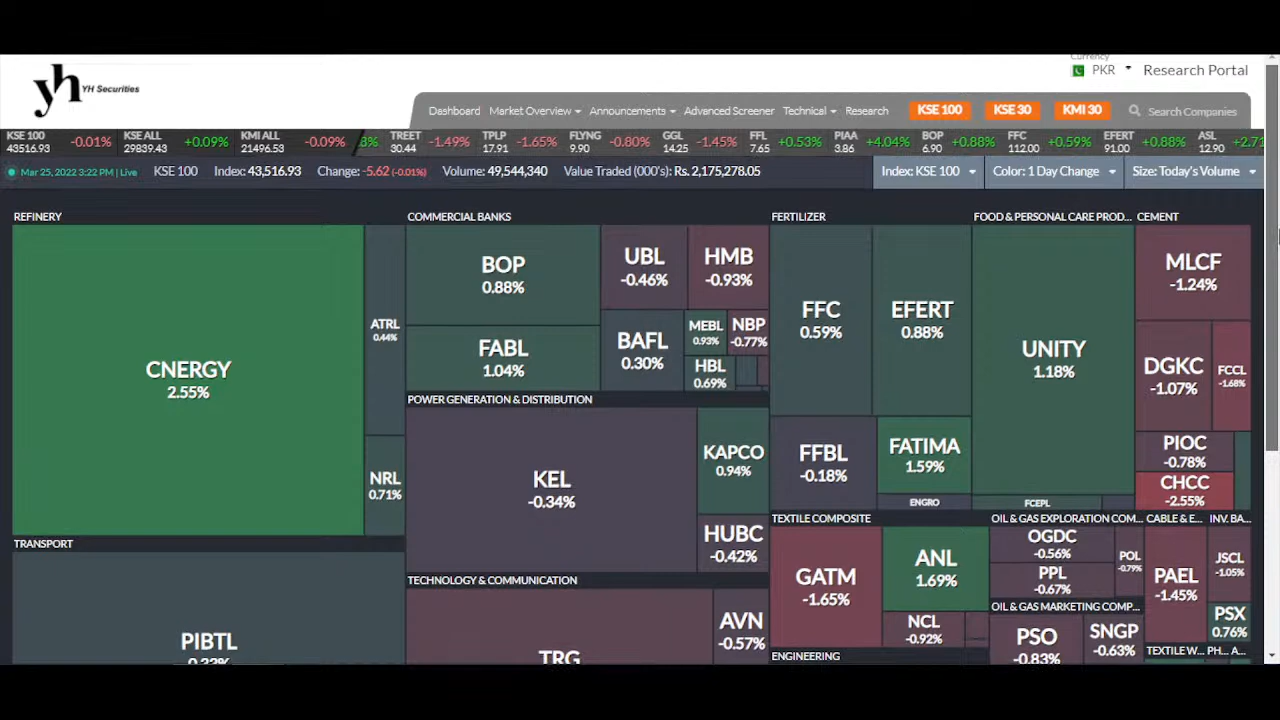 Currency
PKR
Research Portal
yh YH Securities
Dashboard Market Overview Announcements Advanced Screener Technical Research KSE 100 KSE 30 KMI 30 Search Companies
KSE 100 43516.93 -0.01% KSE ALL 29839.43 +0.09% KMI ALL 21496.53 -0.09% 3% TREET 30.44 -1.49% TPLP 17.91 -1.65% FLYNG 9.90 -0.80% GGL 14.25 -1.45% FFL 7.65 +0.53% PIAA 3.86 +4.04% BOP 6.90 +0.88% FFC 112.00 +0.59% EFERT 91.00 +0.88% ASL 12.90 +2.71
Mar 25, 2022 3:22 PM | Live KSE 100 Index: 43,516.93 Change: -5.62 (-0.01%) Volume: 49,544,340 Value Traded (000's): Rs. 2,175,278.05 Index: KSE 100 Color: 1 Day Change Size: Today's Volume
REFINERY
CNERGY
2.55%
ATRL
0.44%
NRL
0.71%
TRANSPORT
PIBTL
COMMERCIAL BANKS
BOP
0.88%
UBL
-0.46%
HMB
-0.93%
FABL
1.04%
BAFL
0.30%
MEBL
0.93%
NBP
-0.77%
HBL
0.69%
POWER GENERATION & DISTRIBUTION
KEL
-0.34%
KAPCO
0.94%
HUBC
-0.42%
TECHNOLOGY & COMMUNICATION
TRG
AVN
-0.57%
FERTILIZER
FFC
0.59%
EFERT
0.88%
FFBL
-0.18%
FATIMA
1.59%
ENGRO
FOOD & PERSONAL CARE PROD...
UNITY
1.18%
FCEPL
CEMENT
MLCF
-1.24%
DGKC
-1.07%
FCCL
-1.68%
PIOC
-0.78%
CHCC
-2.55%
TEXTILE COMPOSITE
GATM
-1.65%
ANL
1.69%
NCL
-0.92%
ENGINEERING
OIL & GAS EXPLORATION COM...
OGDC
-0.56%
PPL
-0.67%
POL
-0.79%
OIL & GAS MARKETING COMP...
PSO
-0.83%
SNGP
-0.63%
CABLE & E...
PAEL
-1.45%
INV. BA...
JSCL
-1.05%
PSX
0.76%
TEXTILE W...
PH...
A...